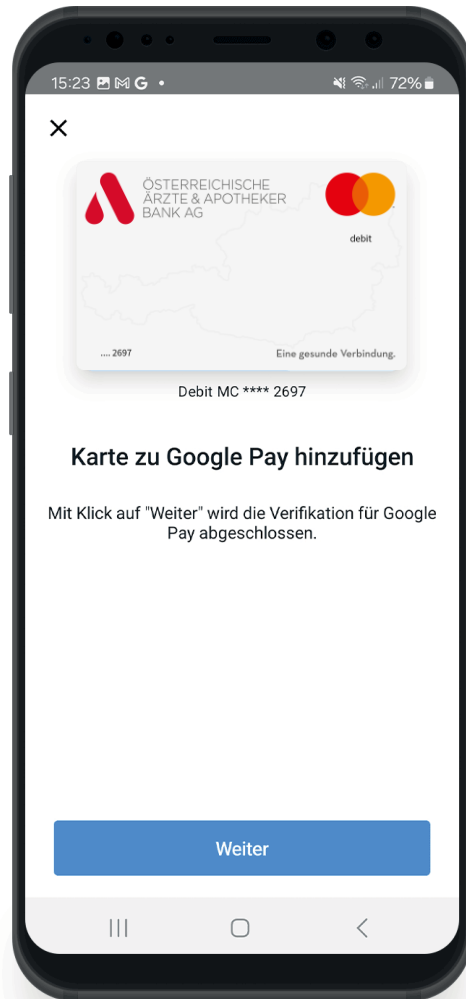 15:23 G 72%
ÖSTERREICHISCHE
ÄRZTE & APOTHEKER
BANK AG
debit
.... 2697
Eine gesunde Verbindung.
Debit MC **** 2697
Karte zu Google Pay hinzufügen
Mit Klick auf "Weiter" wird die Verifikation für Google
Pay abgeschlossen.
Weiter